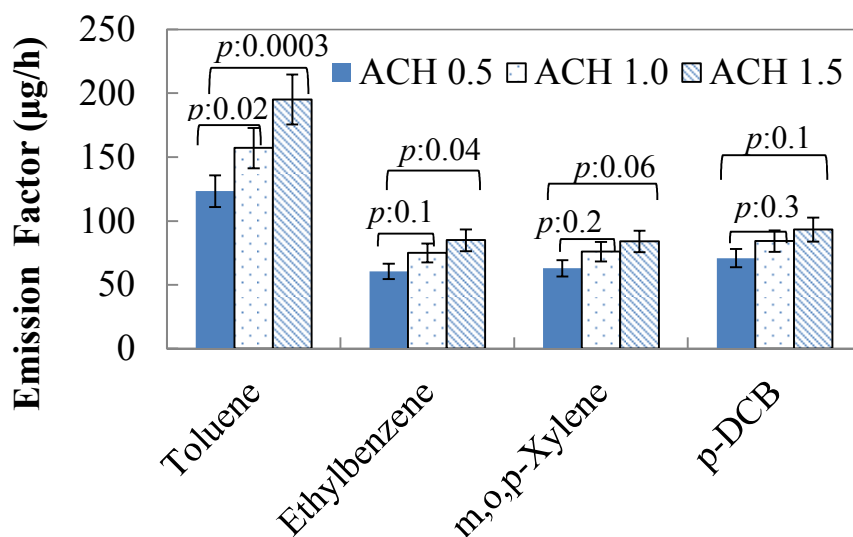 Emission Factor (µg/h)
250
200
150
100
50
0
ACH 0.5 ACH 1.0 ACH 1.5
p:0.0003
p:0.02
p:0.04
p:0.1
p:0.06
p:0.2
p:0.1
p:0.3
Toluene
Ethylbenzene
m,o,p-Xylene
p-DCB